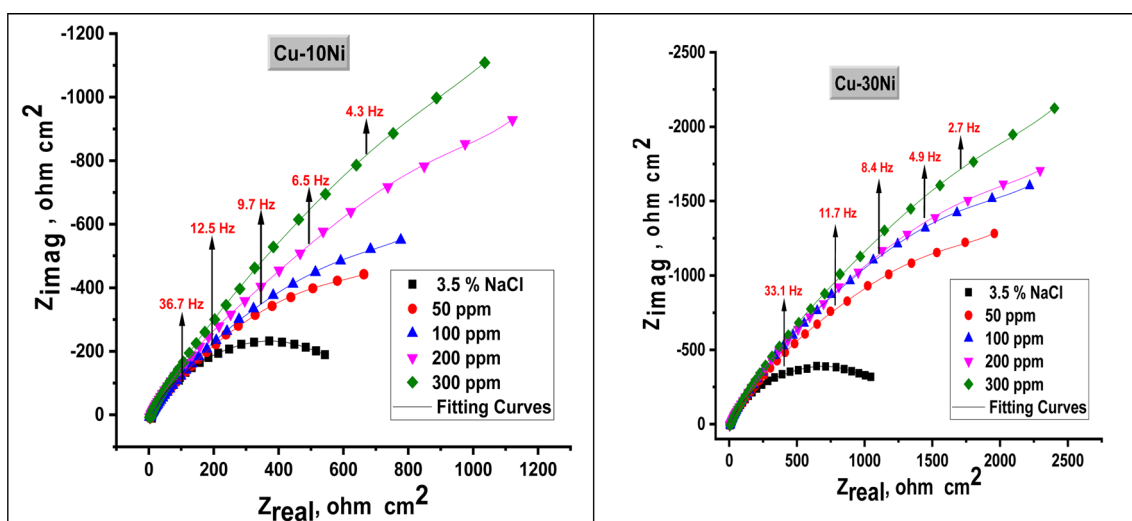 Cu-10Ni
-1200
-1000
-800
-600
-400
-200
0
Zimag , ohm cm2
4.3 Hz
6.5 Hz
9.7 Hz
12.5 Hz
36.7 Hz
3.5 % NaCl
50 ppm
100 ppm
200 ppm
300 ppm
Fitting Curves
0 200 400 600 800 1000 1200
Zreal, ohm cm2
Cu-30Ni
-2500
-2000
-1500
-1000
-500
0
Zimag , ohm cm2
2.7 Hz
4.9 Hz
8.4 Hz
11.7 Hz
33.1 Hz
3.5 % NaCl
50 ppm
100 ppm
200 ppm
300 ppm
Fitting Curves
0 500 1000 1500 2000 2500
Zreal, ohm cm2